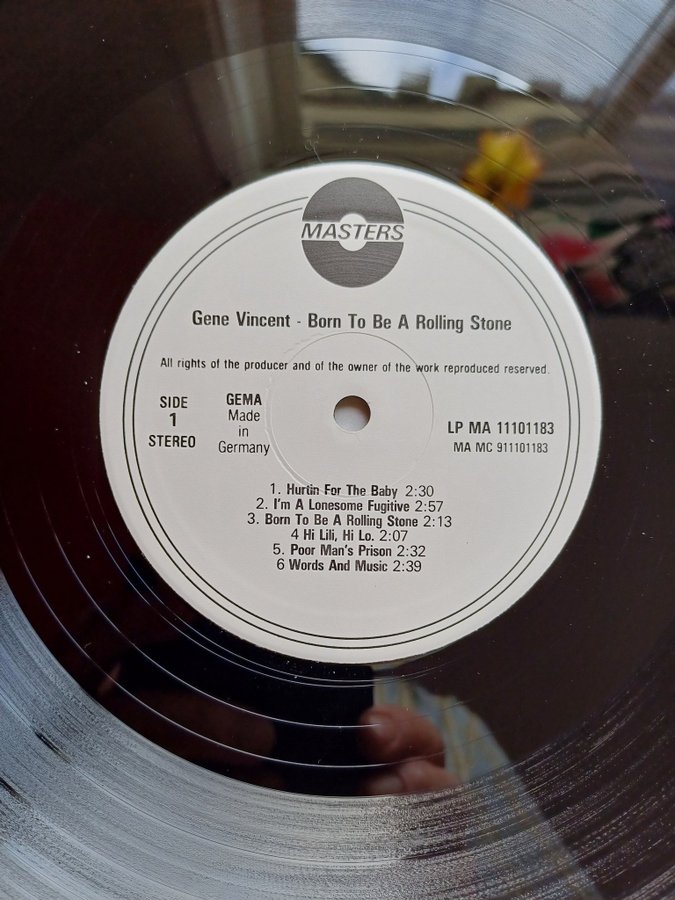 MASTERS
Gene Vincent - Born To Be A Rolling Stone
All rights of the producer and of the owner of the work reproduced reserved.
SIDE
1
STEREO
GEMA
Made
in
Germany
LP MA 11101183
MA MC 911101183
1. Hurtin For The Baby 2:30
2. I'm A Lonesome Fugitive 2:57
3. Born To Be A Rolling Stone 2:13
4 Hi Lili, Hi Lo. 2:07
5. Poor Man's Prison 2:32
6 Words And Music 2:39